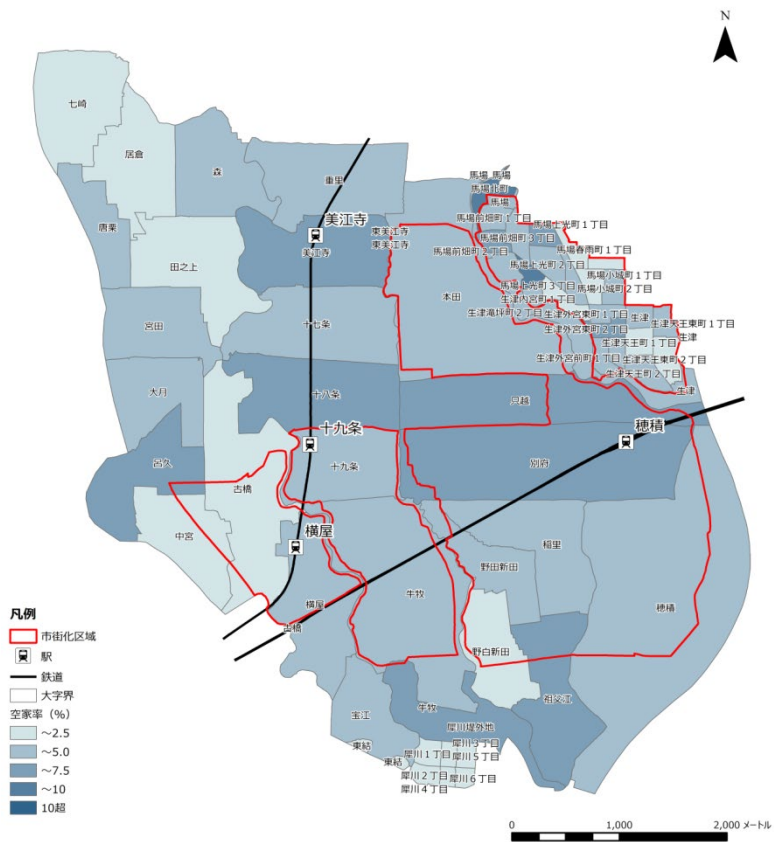 N
七崎
居倉
森
重里
唐栗
田之上
美江寺
美江寺
東美江寺
東美江寺
馬場 馬場
馬場北町
馬場
馬場前畑町1丁目
馬場上光町1丁目
馬場前畑町3丁目
馬場前畑町2丁目
馬場春雨町1丁目
馬場上光町2丁目
馬場小城町1丁目
馬場小城町2丁目
馬場上光町3丁目
本田
生津内宮町1丁目
生津滝坪町2丁目
生津外宮東町1丁目
生津
生津天王東町1丁目
生津外宮東町2丁目
生津
生津天王町1丁目
生津外宮前町1丁目
生津天王東町2丁目
生津天王町2丁目
生津
宮田
十七条
大月
十八条
只越
穂積
十九条
十九条
呂久
古橋
別府
中宮
横屋
横屋
古橋
牛牧
野田新田
稲里
穂積
野白新田
祖父江
宝江
牛牧
犀川堤外地
東結
東結
犀川1丁目
犀川3丁目
犀川5丁目
犀川2丁目
犀川6丁目
犀川4丁目
凡例
市街化区域
駅
鉄道
大字界
空家率(%)
~2.5
~5.0
~7.5
~10
10超
0 1,000 2,000 メートル